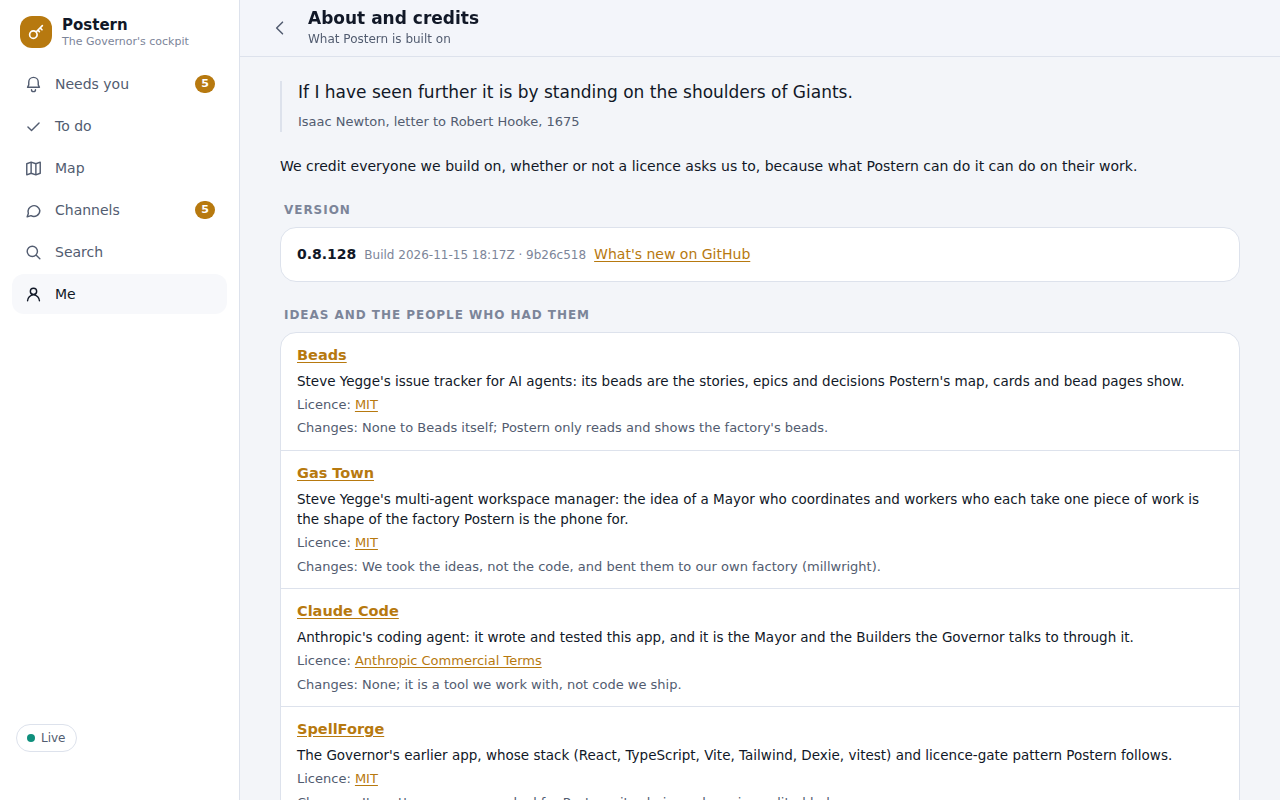 Postern
The Governor's cockpit
Needs you 5
To do
Map
Channels 5
Search
Me
Live
About and credits
What Postern is built on
If I have seen further it is by standing on the shoulders of Giants.
Isaac Newton, letter to Robert Hooke, 1675
We credit everyone we build on, whether or not a licence asks us to, because what Postern can do it can do on their work.
VERSION
0.8.128 Build 2026-11-15 18:17Z · 9b26c518 What's new on GitHub
IDEAS AND THE PEOPLE WHO HAD THEM
Beads
Steve Yegge's issue tracker for AI agents: its beads are the stories, epics and decisions Postern's map, cards and bead pages show.
Licence: MIT
Changes: None to Beads itself; Postern only reads and shows the factory's beads.
Gas Town
Steve Yegge's multi-agent workspace manager: the idea of a Mayor who coordinates and workers who each take one piece of work is
the shape of the factory Postern is the phone for.
Licence: MIT
Changes: We took the ideas, not the code, and bent them to our own factory (millwright).
Claude Code
Anthropic's coding agent: it wrote and tested this app, and it is the Mayor and the Builders the Governor talks to through it.
Licence: Anthropic Commercial Terms
Changes: None; it is a tool we work with, not code we ship.
SpellForge
The Governor's earlier app, whose stack (React, TypeScript, Vite, Tailwind, Dexie, vitest) and licence-gate pattern Postern follows.
Licence: MIT